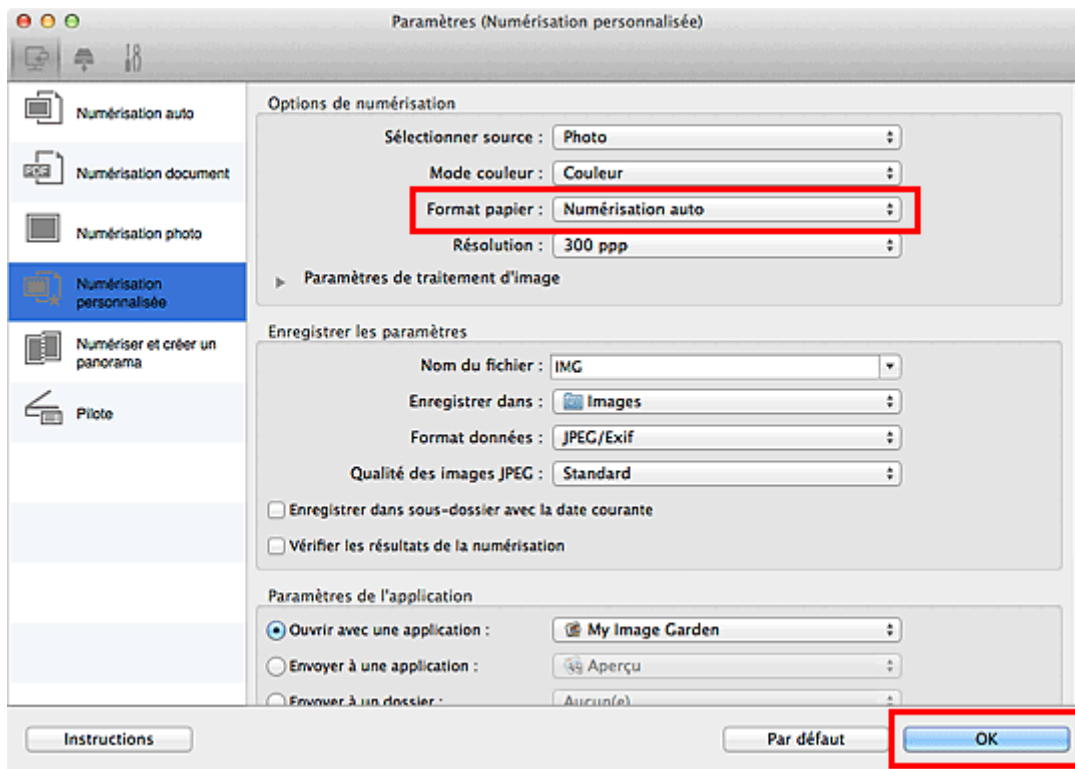 Paramètres (Numérisation personnalisée)
Numérisation auto
PDF
Numérisation document
Numérisation photo
Numérisation
personnalisée
Numériser et créer un
panorama
Pilote
Options de numérisation
Sélectionner source : Photo
Mode couleur : Couleur
Format papier : Numérisation auto
Résolution : 300 ppp
Paramètres de traitement d'image
Enregistrer les paramètres
Nom du fichier : IMG
Enregistrer dans : Images
Format données : JPEG/Exif
Qualité des images JPEG : Standard
Enregistrer dans sous-dossier avec la date courante
Vérifier les résultats de la numérisation
Paramètres de l'application
Ouvrir avec une application : My Image Garden
Envoyer à une application : Aperçu
Envoyer à un dossier : Aucun(e)
Instructions
Par défaut
OK